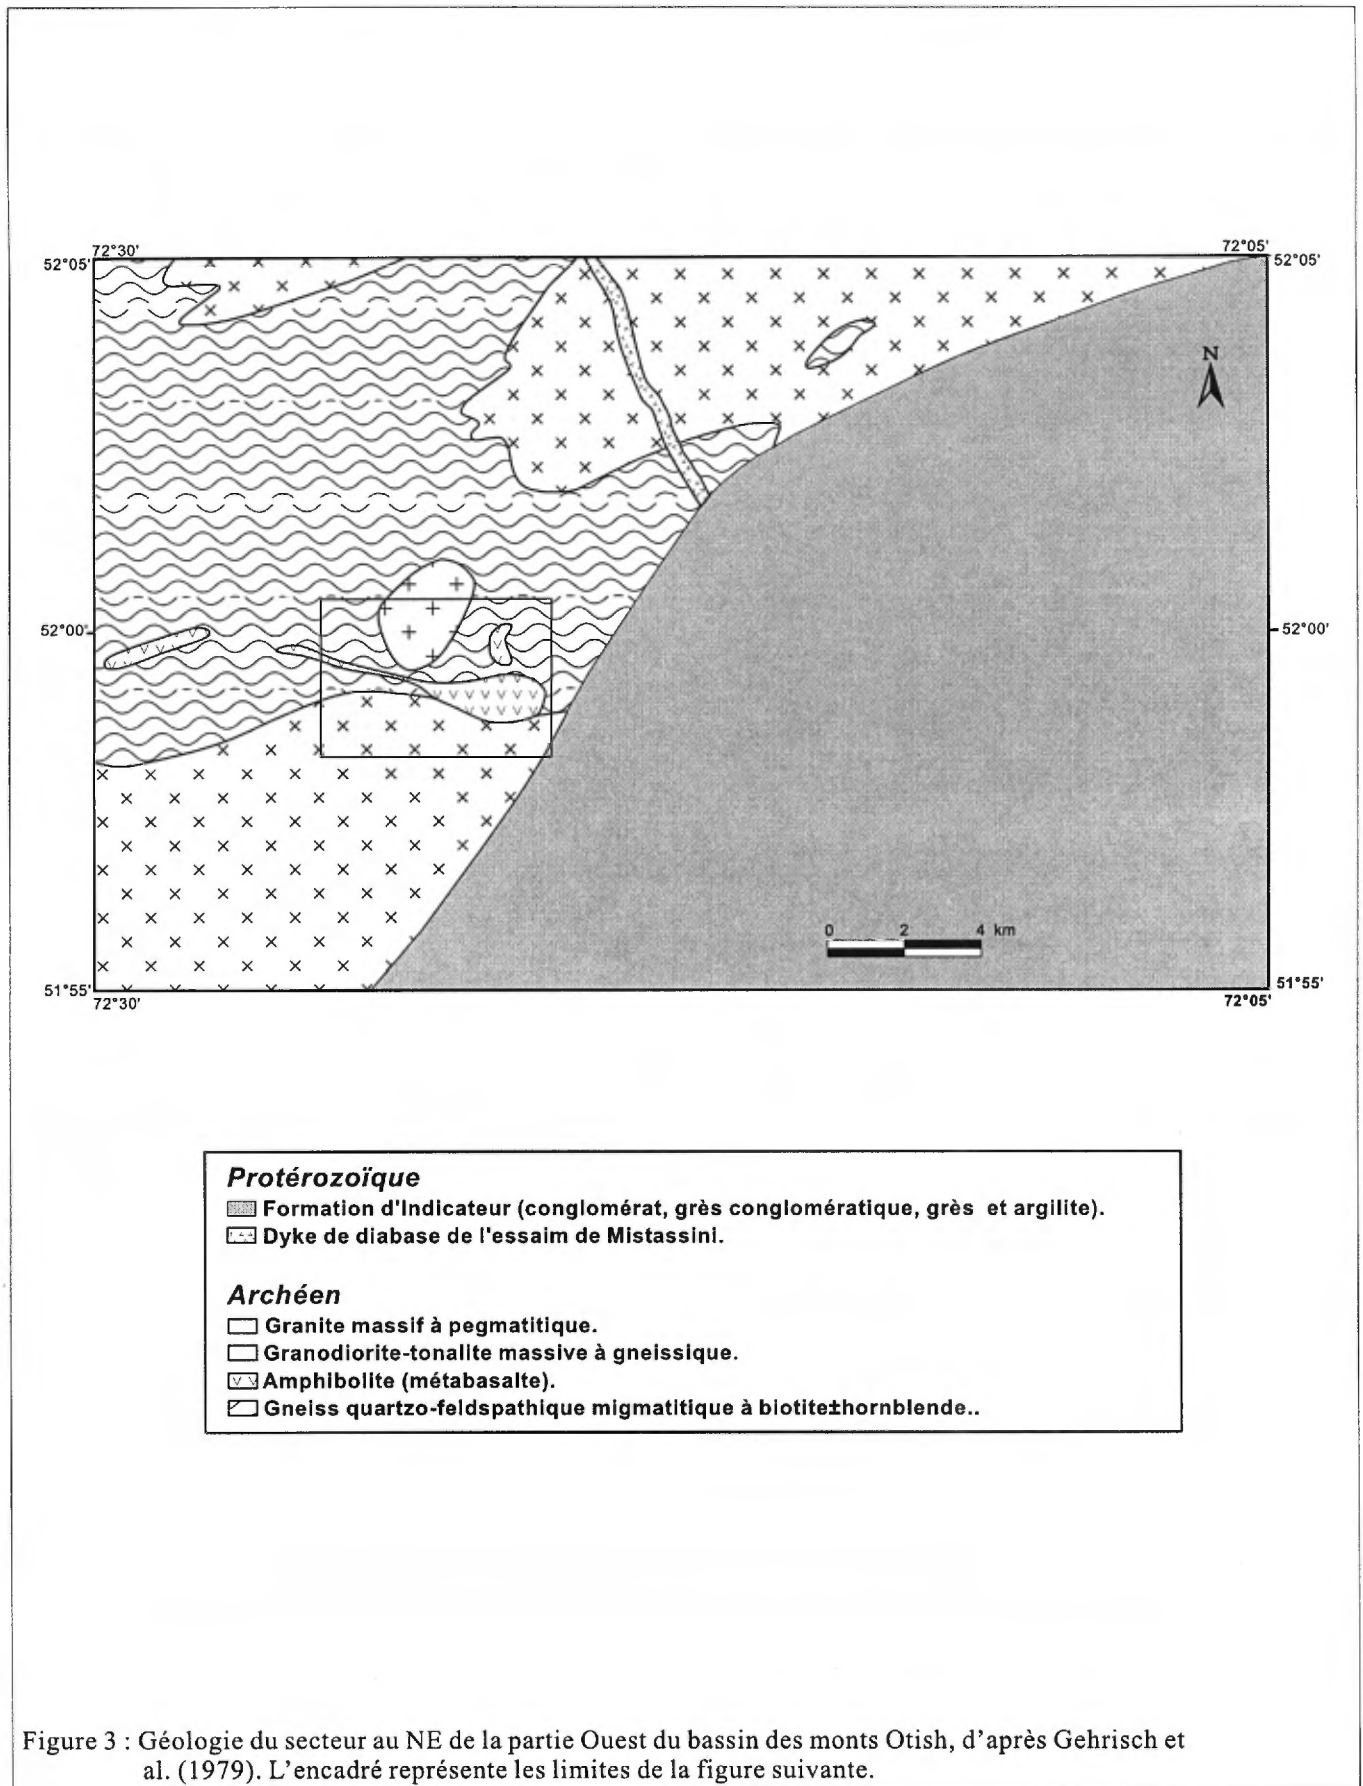 72°30'
72°05'
52°05'
52°05'
N
52°00'
52°00'
0 2 4 km
51°55'
51°55'
72°30'
72°05'
Protérozoïque
Formation d'Indicateur (conglomérat, grès conglomératique, grès et argilite).
Dyke de diabase de l'essaim de Mistassini.
Archéen
Granite massif à pegmatitique.
Granodiorite-tonalite massive à gneissique.
Amphibolite (métabasalte).
Gneiss quartzo-feldspathique migmatitique à biotite±hornblende..
Figure 3 : Géologie du secteur au NE de la partie Ouest du bassin des monts Otish, d'après Gehrisch et
al. (1979). L'encadré représente les limites de la figure suivante.